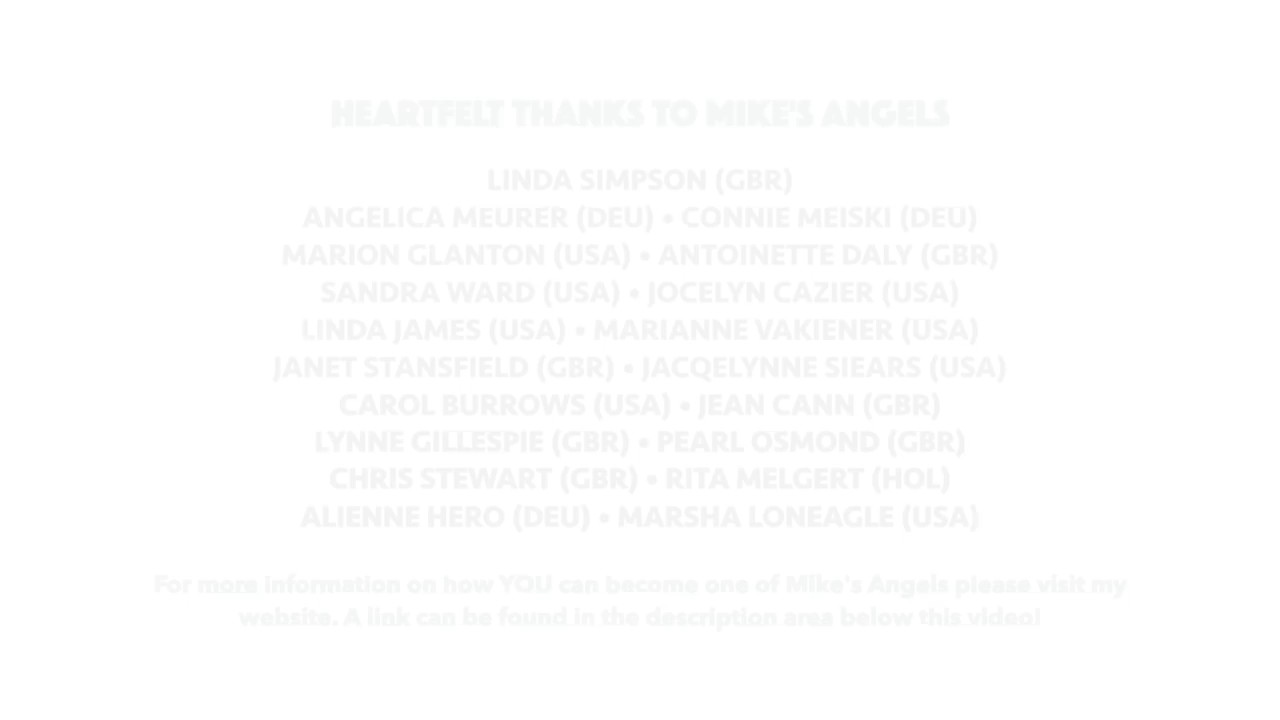 HEARTFELT THANKS TO MIKE'S ANGELS
LINDA SIMPSON (GBR)
ANGELICA MEURER (DEU) • CONNIE MEISKI (DEU)
MARION GLANTON (USA) • ANTOINETTE DALY (GBR)
SANDRA WARD (USA) • JOCELYN CAZIER (USA)
LINDA JAMES (USA) • MARIANNE VAKIENER (USA)
JANET STANSFIELD (GBR) • JACQELYNNE SIEARS (USA)
CAROL BURROWS (USA) • JEAN CANN (GBR)
LYNNE GILLESPIE (GBR) • PEARL OSMOND (GBR)
CHRIS STEWART (GBR) • RITA MELGERT (HOL)
ALIENNE HERO (DEU) • MARSHA LONEAGLE (USA)
For more information on how YOU can become one of Mike's Angels please visit my
website. A link can be found in the description area below this video!